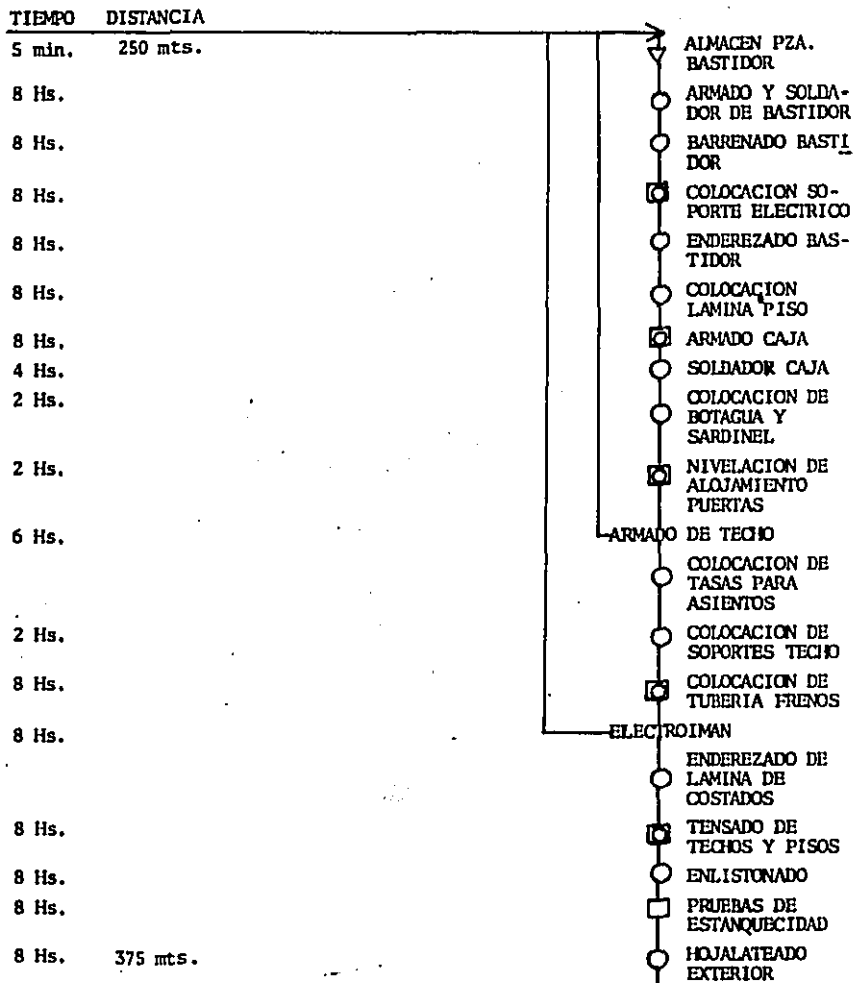 TIEMPO DISTANCIA
5 min. 250 mts. ALMACEN PZA.
BASTIDOR
8 Hs. ARMADO Y SOLDA-
DOR DE BASTIDOR
8 Hs. BARRENADO BASTI
DOR
8 Hs. COLOCACION SO-
PORTE ELECTRICO
8 Hs. ENDEREZADO BAS-
TIDOR
8 Hs. COLOCACION
LAMINA PISO
8 Hs. ARMADO CAJA
4 Hs. SOLDADOR CAJA
2 Hs. COLOCACION DE
BOTAGUA Y
SARDINEL
2 Hs. NIVELACION DE
ALOJAMIENTO
PUERTAS
6 Hs. ARMADO DE TECHO
COLOCACION DE
TASAS PARA
ASIENTOS
2 Hs. COLOCACION DE
SOPORTES TECHO
8 Hs. COLOCACION DE
TUBERIA FRENOS
8 Hs. ELECTROIMAN
ENDEREZADO DE
LAMINA DE
COSTADOS
8 Hs. TENSADO DE
TECHOS Y PISOS
8 Hs. ENLISTONADO
8 Hs. PRUEBAS DE
ESTANQUECIDAD
8 Hs. 375 mts. HOJALATEADO
EXTERIOR